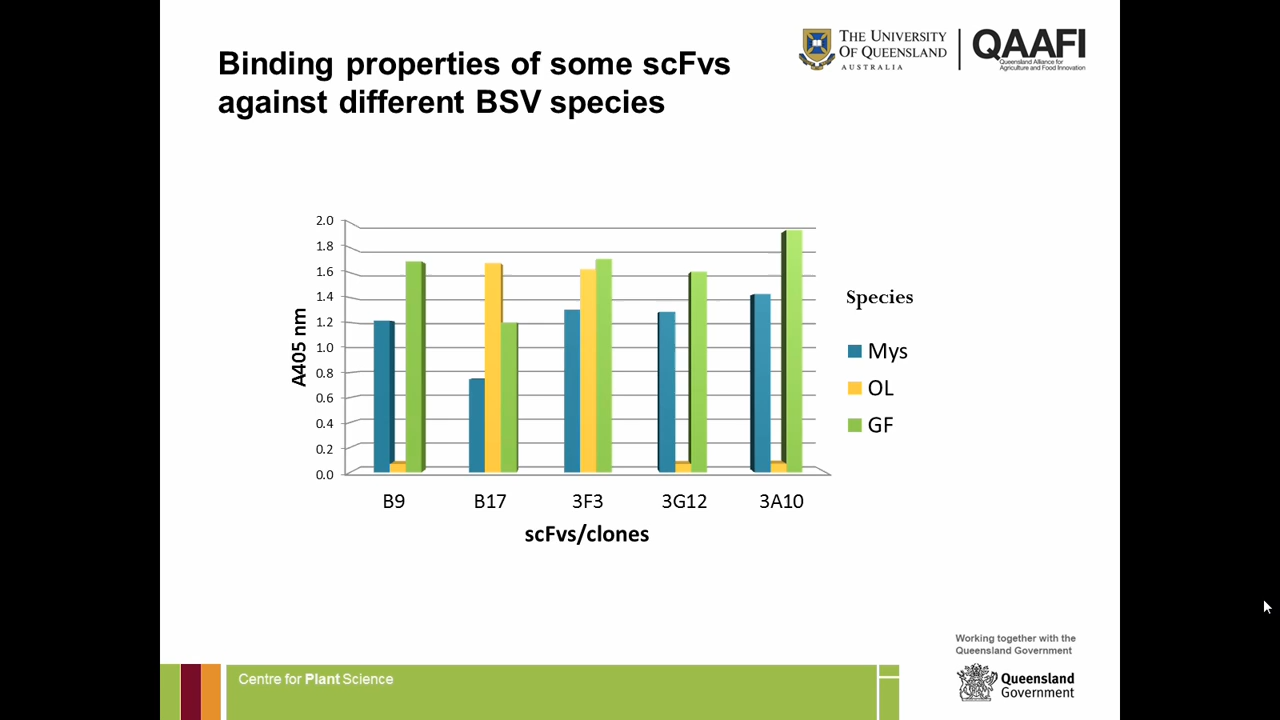 Binding properties of some scFvs
against different BSV species
THE UNIVERSITY
OF QUEENSLAND
AUSTRALIA
QAAFI
Queensland Alliance for
Agriculture and Food Innovation
2.0
1.8
1.6
1.4
1.2
1.0
0.8
0.6
0.4
0.2
0.0
A405 nm
B9 B17 3F3 3G12 3A10
scFvs/clones
Species
Mys
OL
GF
Working together with the
Queensland Government
Centre for Plant Science
Queensland
Government